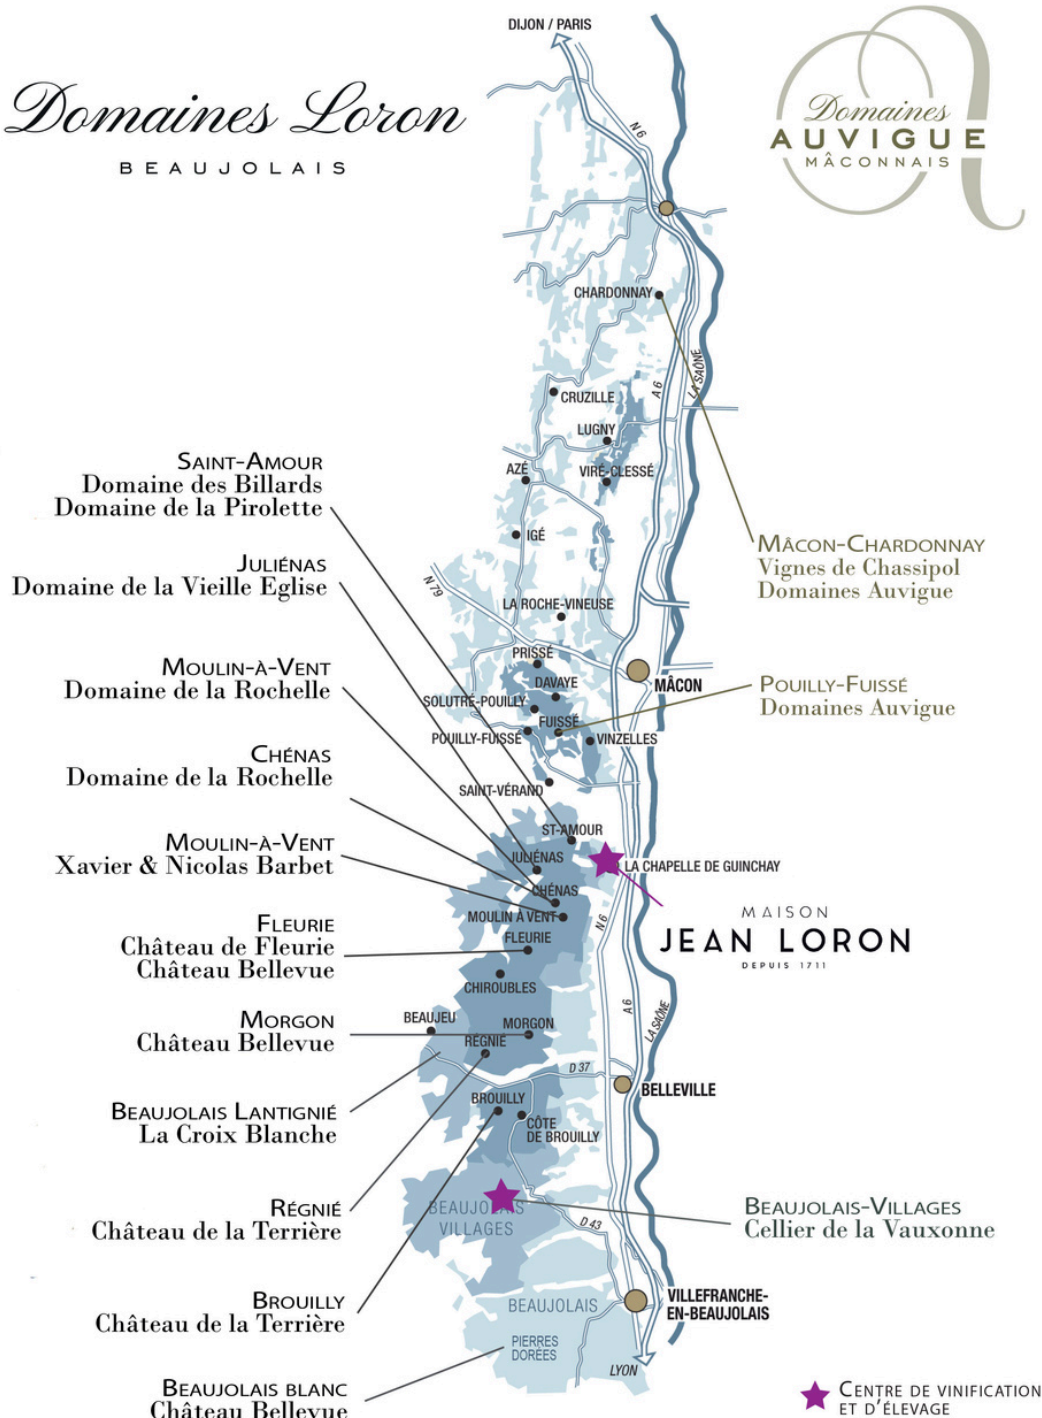 DIJON / PARIS
Domaines Loron
BEAUJOLAIS
Domaines
AUVIGUE
MÂCONNAIS
N 6
CHARDONNAY
LA SAÔNE
A 6
CRUZILLE
LUGNY
AZÉ
VIRÉ-CLESSÉ
IGÉ
SAINT-AMOUR
Domaine des Billards
Domaine de la Pirolette
MÂCON-CHARDONNAY
Vignes de Chassipol
Domaines Auvigue
JULIÉNAS
Domaine de la Vieille Eglise
N 79
LA ROCHE-VINEUSE
PRISSÉ
DAVAYE
MÂCON
SOLUTRÉ-POUILLY
FUISSÉ
POUILLY-FUISSÉ
VINZELLES
SAINT-VÉRAND
POUILLY-FUISSÉ
Domaines Auvigue
MOULIN-À-VENT
Domaine de la Rochelle
CHÉNAS
Domaine de la Rochelle
MOULIN-À-VENT
Xavier & Nicolas Barbet
ST-AMOUR
JULIÉNAS
LA CHAPELLE DE GUINCHAY
CHÉNAS
MOULIN À VENT
N 6
FLEURIE
CHIROUBLES
MAISON
JEAN LORON
DEPUIS 1711
FLEURIE
Château de Fleurie
Château Bellevue
MORGON
Château Bellevue
BEAUJEU
MORGON
RÉGNIÉ
A 6
LA SAÔNE
D 37
BELLEVILLE
BROUILLY
CÔTE
DE BROUILLY
BEAUJOLAIS LANTIGNIÉ
La Croix Blanche
RÉGNIÉ
Château de la Terrière
BEAUJOLAIS
VILLAGES
D 43
BEAUJOLAIS-VILLAGES
Cellier de la Vauxonne
BROUILLY
Château de la Terrière
BEAUJOLAIS
VILLEFRANCHE-
EN-BEAUJOLAIS
PIERRES
DORÉES
LYON
BEAUJOLAIS BLANC
Château Bellevue
CENTRE DE VINIFICATION
ET D'ÉLEVAGE